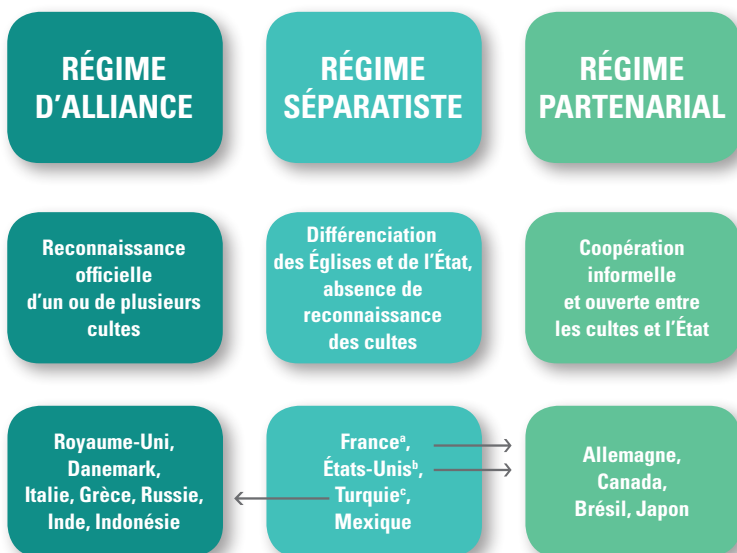 RÉGIME
D'ALLIANCE
RÉGIME
SÉPARATISTE
RÉGIME
PARTENARIAL
Reconnaissance
officielle
d'un ou de plusieurs
cultes
Différenciation
des Églises et de l'État,
absence de
reconnaissance
des cultes
Coopération
informelle
et ouverte entre
les cultes et l'État
Royaume-Uni,
Danemark,
Italie, Grèce, Russie,
Inde, Indonésie
Franceᵃ,
États-Unisᵇ,
Turquieᶜ,
Mexique
Allemagne,
Canada,
Brésil, Japon